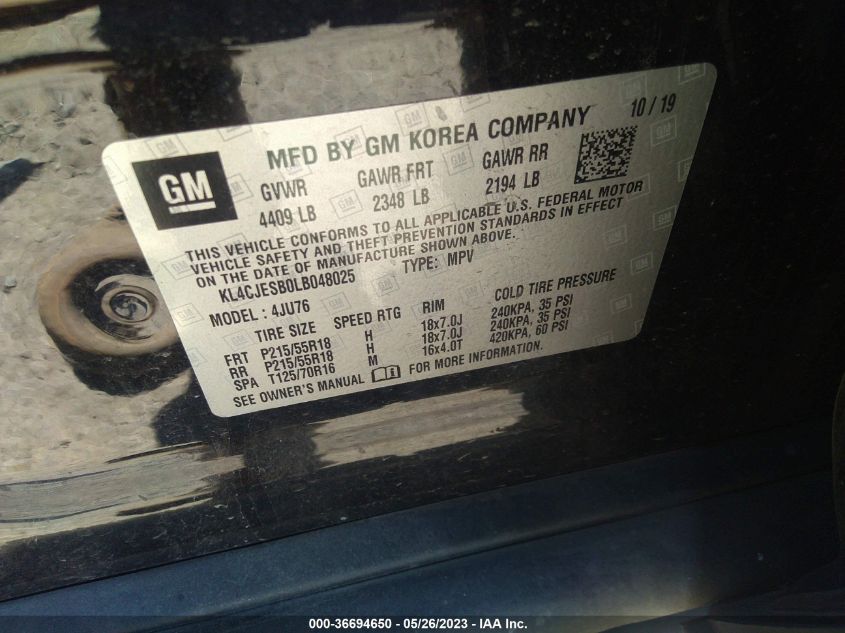 GM
MFD BY GM KOREA COMPANY 10 / 19
GVWR GAWR FRT GAWR RR
4409 LB 2348 LB 2194 LB
THIS VEHICLE CONFORMS TO ALL APPLICABLE U.S. FEDERAL MOTOR
VEHICLE SAFETY AND THEFT PREVENTION STANDARDS IN EFFECT
ON THE DATE OF MANUFACTURE SHOWN ABOVE.
KL4CJESB0LB048025 TYPE: MPV
MODEL : 4JU76
TIRE SIZE SPEED RTG RIM COLD TIRE PRESSURE
FRT P215/55R18 H 18x7.0J 240KPA, 35 PSI
RR P215/55R18 H 18x7.0J 240KPA, 35 PSI
SPA T125/70R16 M 16x4.0T 420KPA, 60 PSI
SEE OWNER'S MANUAL FOR MORE INFORMATION.
000-36694650 - 05/26/2023 - IAA Inc.